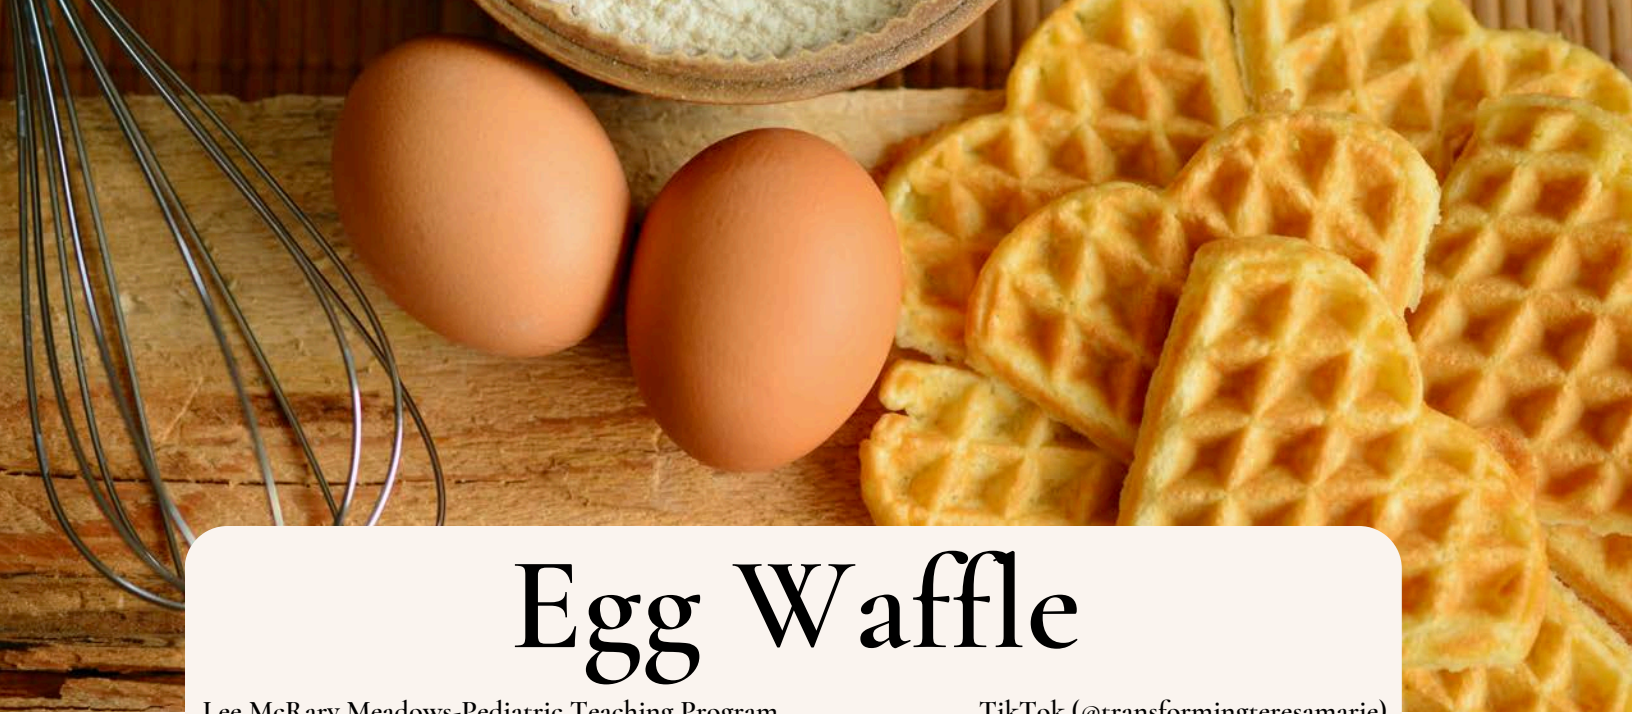 Egg Waffle
Lee McRary Meadows-Pediatric Teaching Program
TikTok (@transformingteresamarie)